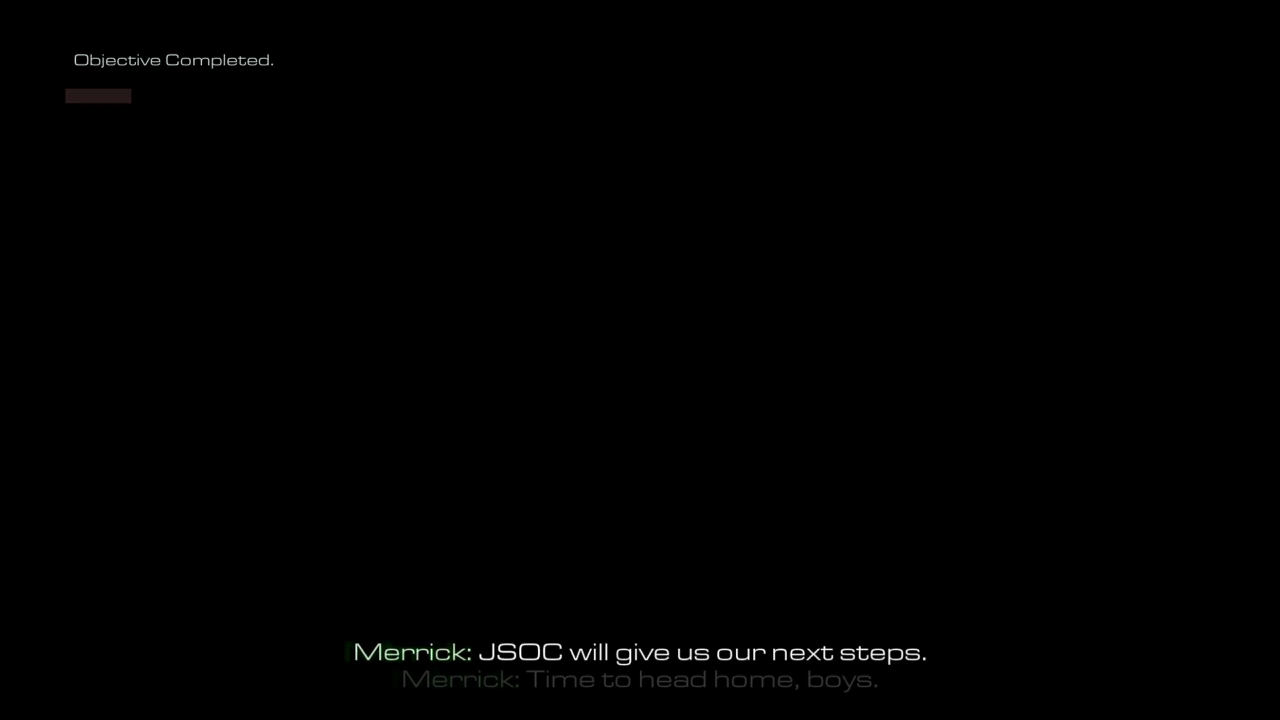 Objective Completed.
Merrick: JSOC will give us our next steps.
Merrick: Time to head home, boys.